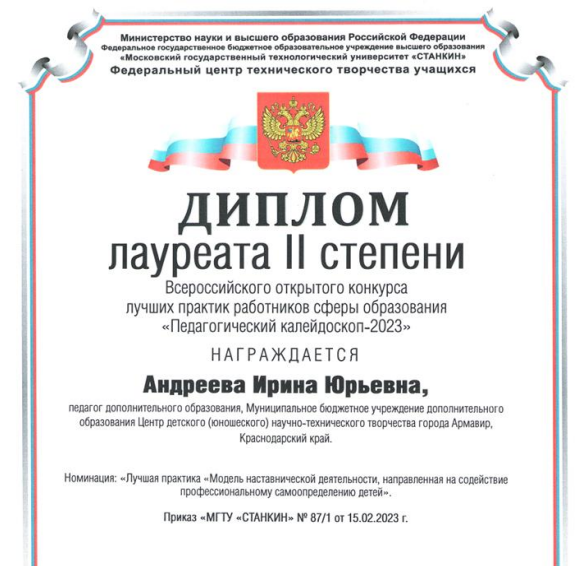 Министерство науки и высшего образования Российской Федерации
Федеральное государственное бюджетное образовательное учреждение высшего образования
«Московский государственный технологический университет «СТАНКИН»
Федеральный центр технического творчества учащихся
ДИПЛОМ
лауреата II степени
Всероссийского открытого конкурса
лучших практик работников сферы образования
«Педагогический калейдоскоп-2023»
НАГРАЖДАЕТСЯ
Андреева Ирина Юрьевна,
педагог дополнительного образования, Муниципальное бюджетное учреждение дополнительного
образования Центр детского (юношеского) научно-технического творчества города Армавир,
Краснодарский край.
Номинация: «Лучшая практика «Модель наставнической деятельности, направленная на содействие
профессиональному самоопределению детей».
Приказ «МГТУ «СТАНКИН» № 87/1 от 15.02.2023 г.